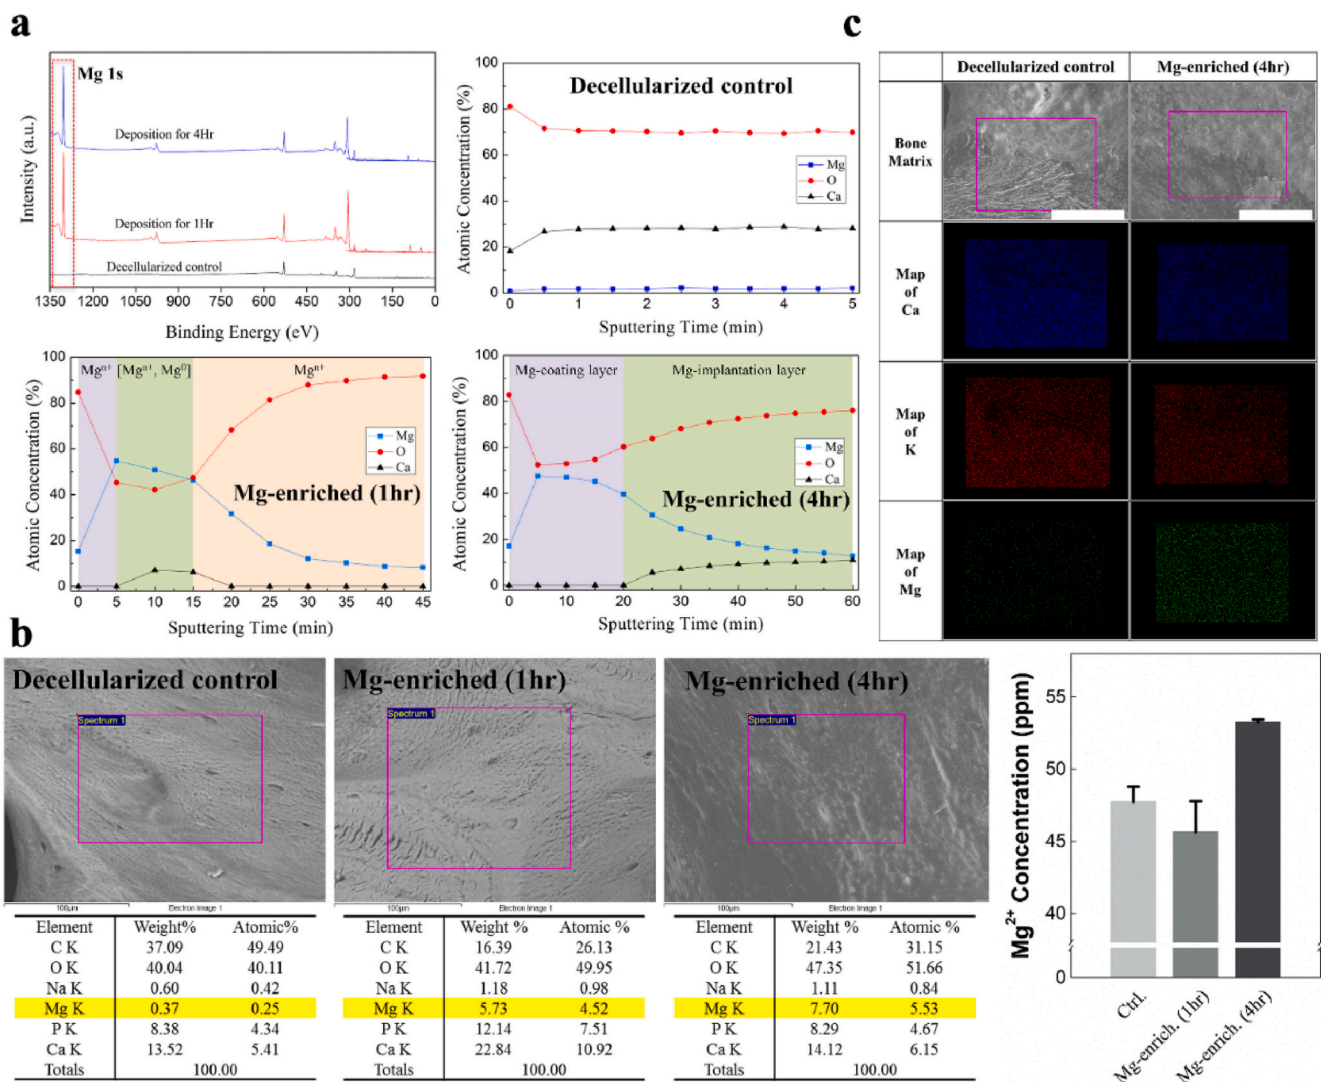 a
Mg 1s
Deposition for 4Hr
Deposition for 1Hr
Decellularized control
Intensity (a.u.)
1350 1200 1050 900 750 600 450 300 150 0
Binding Energy (eV)
Decellularized control
Mg
O
Ca
Atomic Concentration (%)
100
80
60
40
20
0
0 1 2 3 4 5
Sputtering Time (min)
Mgⁿ⁺ [Mgⁿ⁺, Mg⁰] Mgⁿ⁺
Mg
O
Ca
Mg-enriched (1hr)
Atomic Concentration (%)
100
80
60
40
20
0
0 5 10 15 20 25 30 35 40 45
Sputtering Time (min)
Mg-coating layer Mg-implantation layer
Mg
O
Ca
Mg-enriched (4hr)
Atomic Concentration (%)
100
80
60
40
20
0
0 10 20 30 40 50 60
Sputtering Time (min)
c
Decellularized control Mg-enriched (4hr)
Bone
Matrix
Map
of
Ca
Map
of
K
Map
of
Mg
b
Decellularized control
Spectrum 1
100µm Electron Image 1
Element Weight% Atomic%
C K 37.09 49.49
O K 40.04 40.11
Na K 0.60 0.42
Mg K 0.37 0.25
P K 8.38 4.34
Ca K 13.52 5.41
Totals 100.00
Mg-enriched (1hr)
Spectrum 1
100µm Electron Image 1
Element Weight% Atomic %
C K 16.39 26.13
O K 41.72 49.95
Na K 1.18 0.98
Mg K 5.73 4.52
P K 12.14 7.51
Ca K 22.84 10.92
Totals 100.00
Mg-enriched (4hr)
Spectrum 1
100µm Electron Image 1
Element Weight% Atomic %
C K 21.43 31.15
O K 47.35 51.66
Na K 1.11 0.84
Mg K 7.70 5.53
P K 8.29 4.67
Ca K 14.12 6.15
Totals 100.00
Mg²⁺ Concentration (ppm)
55
50
45
40
0
Ctrl.
Mg-enrich. (1hr)
Mg-enrich. (4hr)